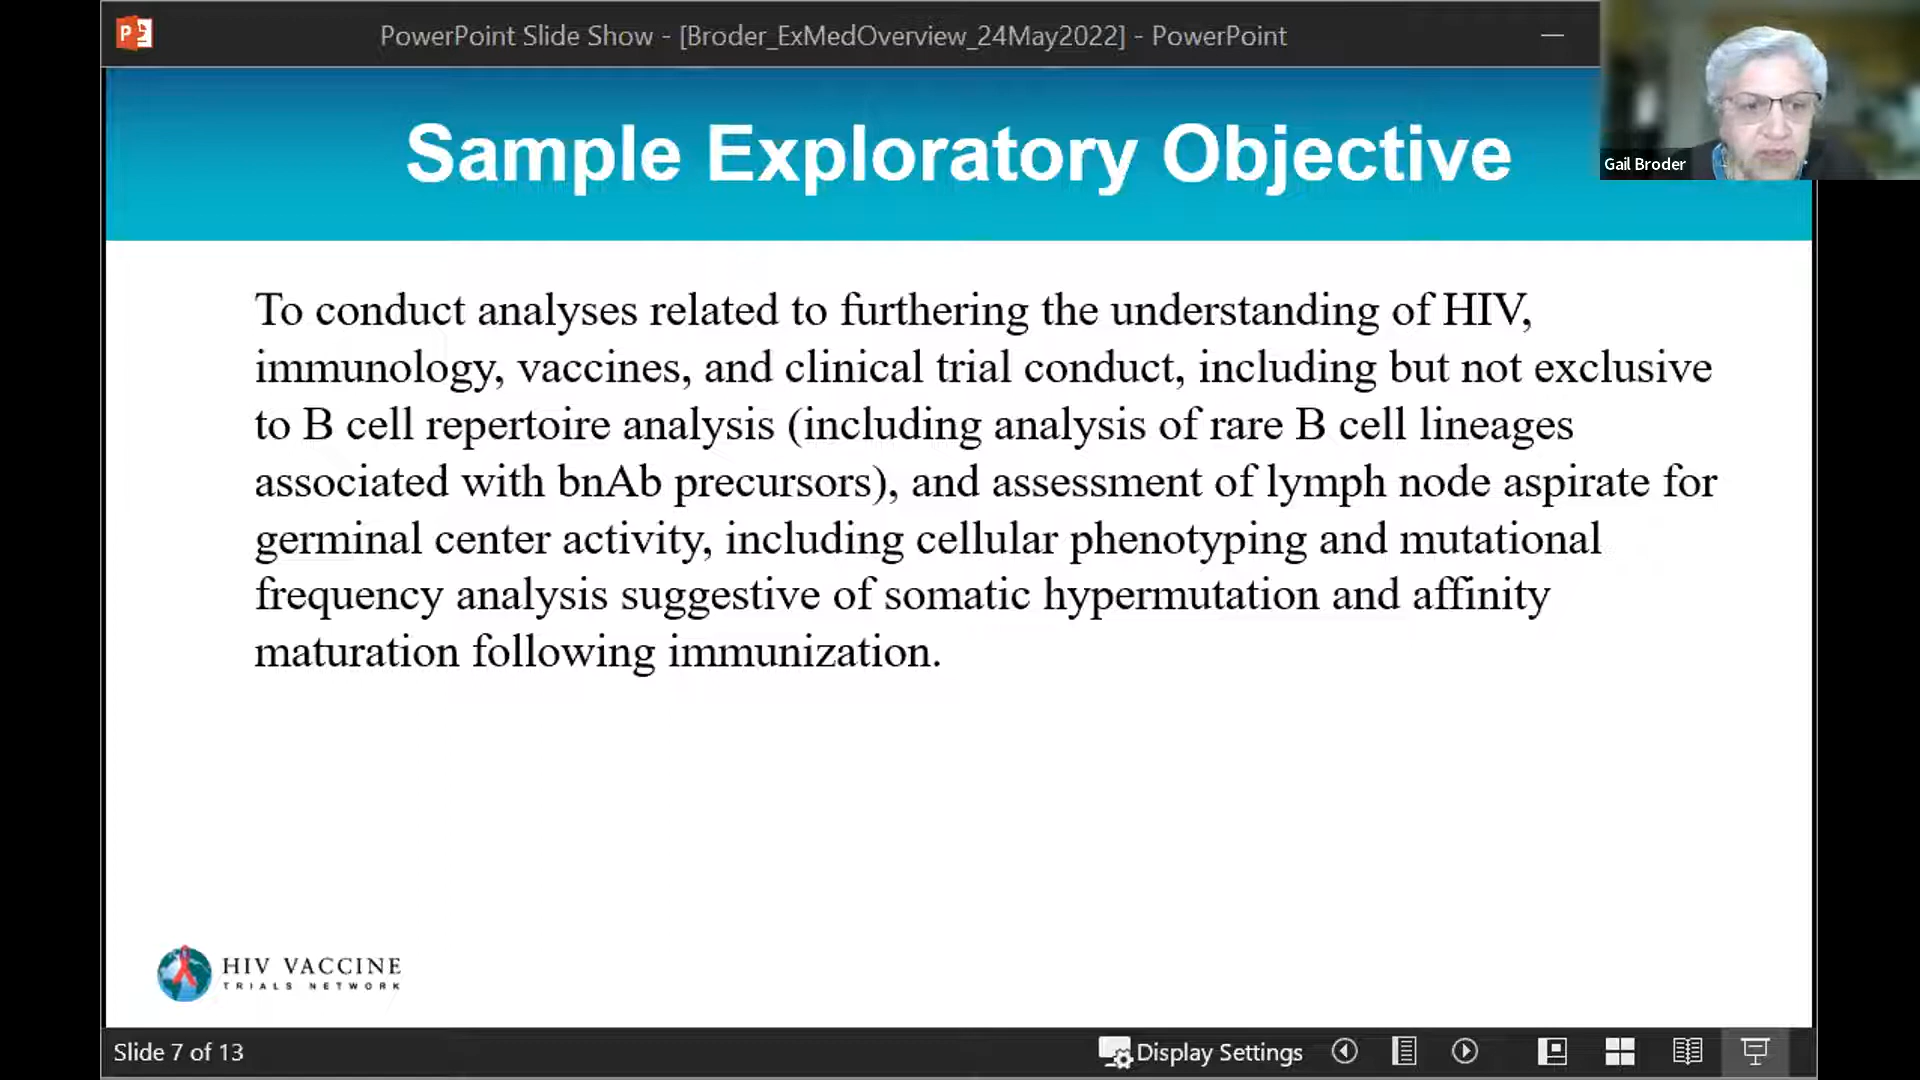 PowerPoint Slide Show - [Broder_ExMedOverview_24May2022] - PowerPoint
Gail Broder
Sample Exploratory Objective
To conduct analyses related to furthering the understanding of HIV,
immunology, vaccines, and clinical trial conduct, including but not exclusive
to B cell repertoire analysis (including analysis of rare B cell lineages
associated with bnAb precursors), and assessment of lymph node aspirate for
germinal center activity, including cellular phenotyping and mutational
frequency analysis suggestive of somatic hypermutation and affinity
maturation following immunization.
HIV VACCINE
TRIALS NETWORK
Slide 7 of 13
Display Settings